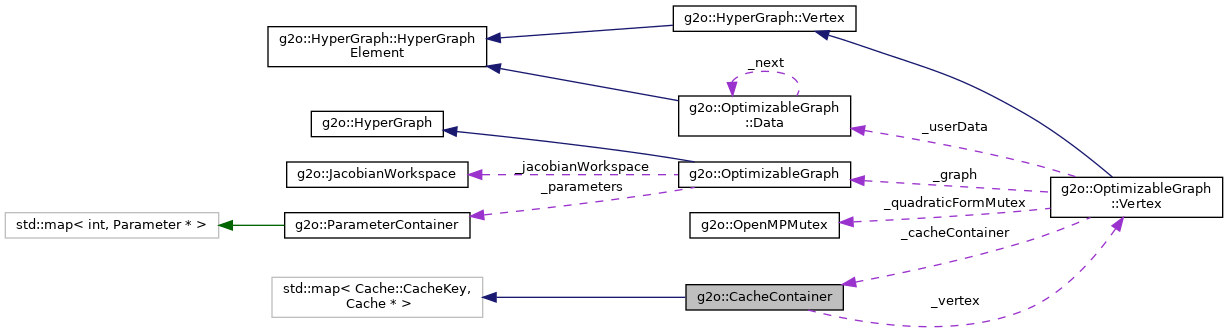 g2o::HyperGraph::Vertex
g2o::HyperGraph::HyperGraph
Element
_next
g2o::OptimizableGraph
::Data
g2o::HyperGraph
_userData
g2o::JacobianWorkspace
_jacobianWorkspace
g2o::OptimizableGraph
_graph
_parameters
g2o::OptimizableGraph
::Vertex
std::map< int, Parameter * >
g2o::ParameterContainer
g2o::OpenMPMutex
_quadraticFormMutex
_cacheContainer
std::map< Cache::CacheKey,
Cache * >
g2o::CacheContainer
_vertex